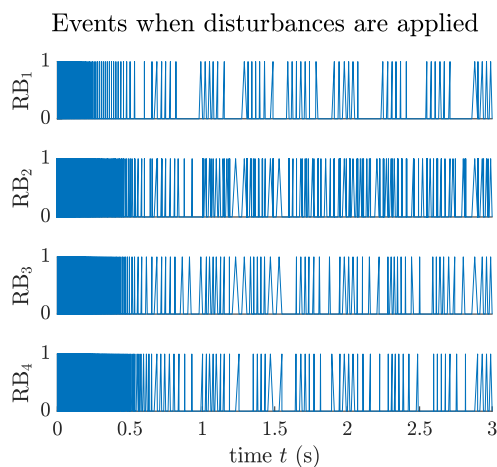 Events when disturbances are applied
1
RB₁
0
1
RB₂
0
1
RB₃
0
1
RB₄
0
0 0.5 1 1.5 2 2.5 3
time t (s)